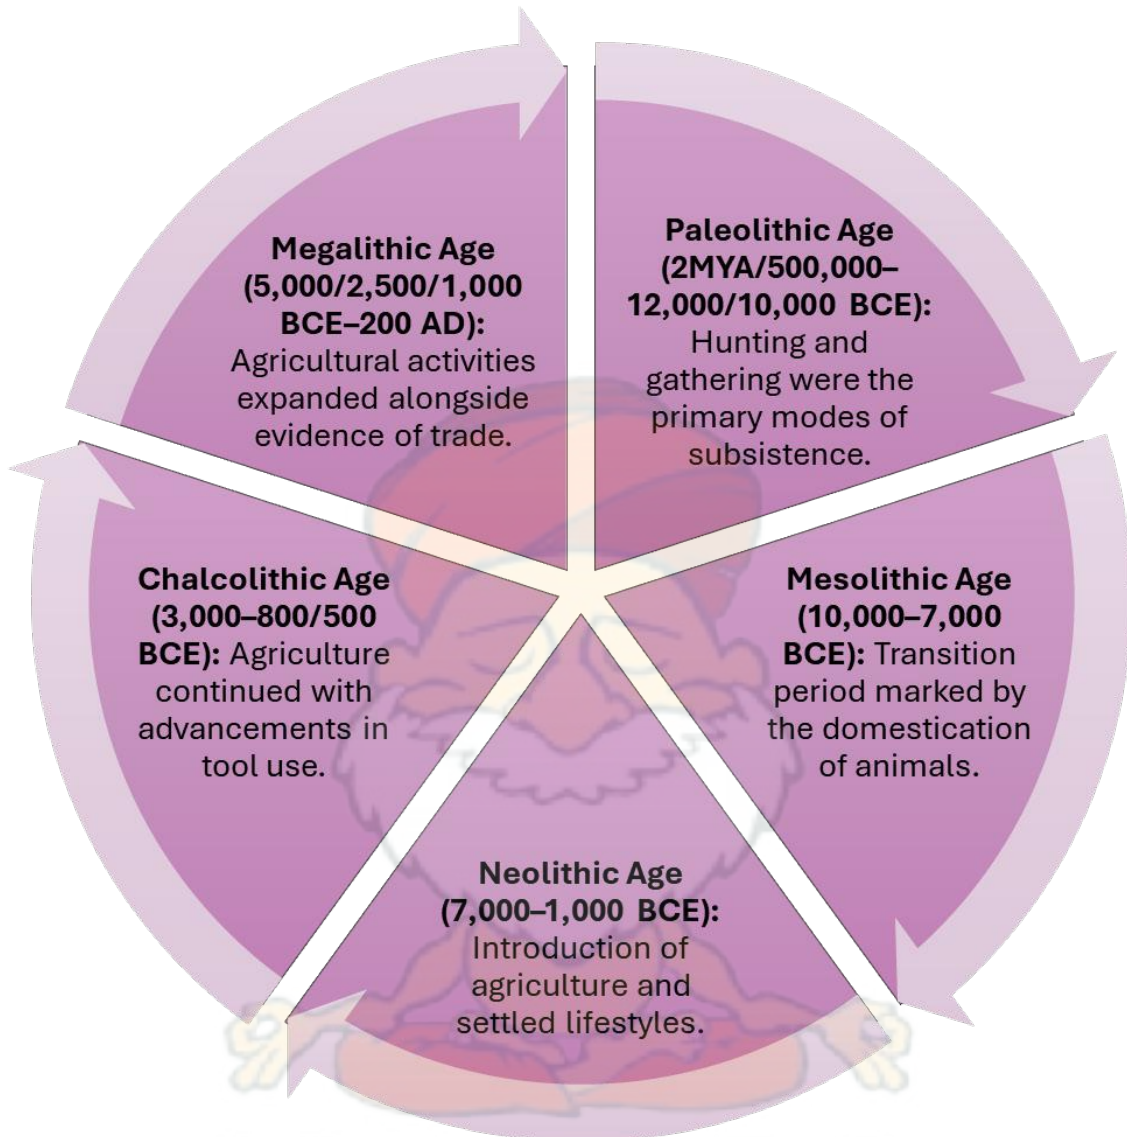 Paleolithic Age
(2MYA/500,000–
12,000/10,000 BCE):
Hunting and
gathering were the
primary modes of
subsistence.
Mesolithic Age
(10,000–7,000
BCE): Transition
period marked by
the domestication
of animals.
Neolithic Age
(7,000–1,000 BCE):
Introduction of
agriculture and
settled lifestyles.
Chalcolithic Age
(3,000–800/500
BCE): Agriculture
continued with
advancements in
tool use.
Megalithic Age
(5,000/2,500/1,000
BCE–200 AD):
Agricultural activities
expanded alongside
evidence of trade.